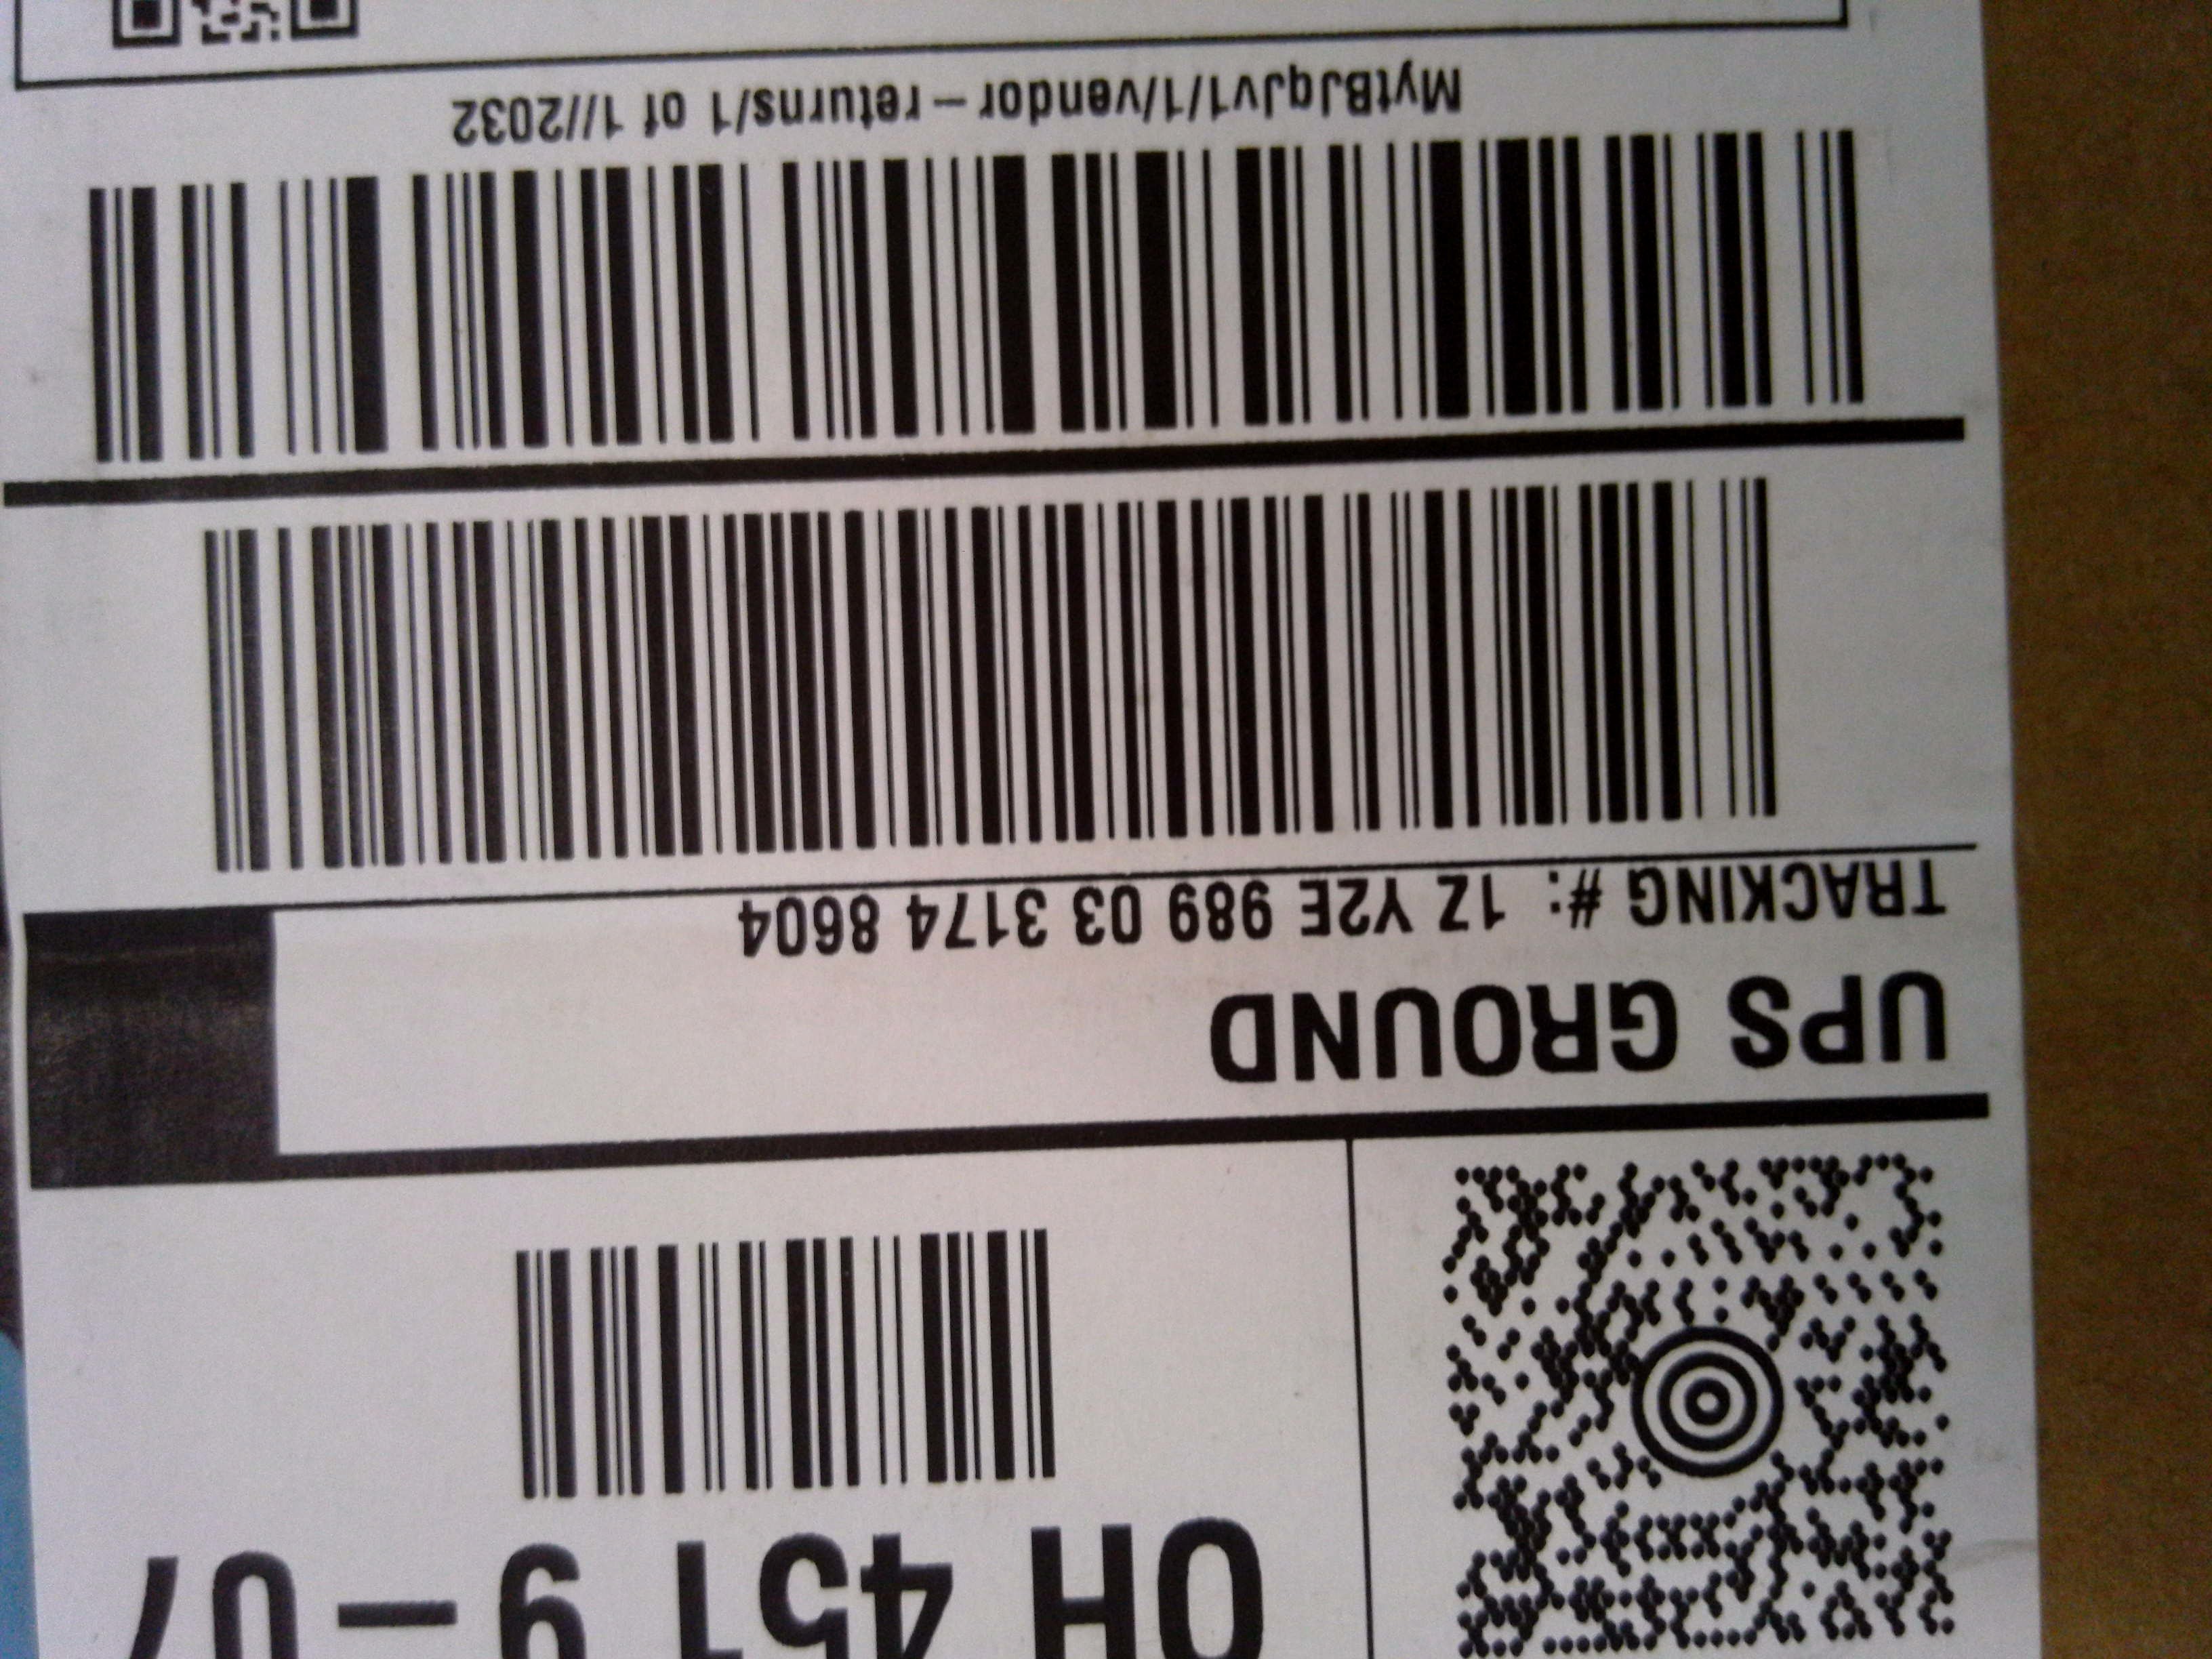 OH 451 9-07
UPS GROUND
TRACKING #: 1Z Y2E 989 03 3174 8604
MytBJqJv1/1/vendor-returns/1 of 1//2032